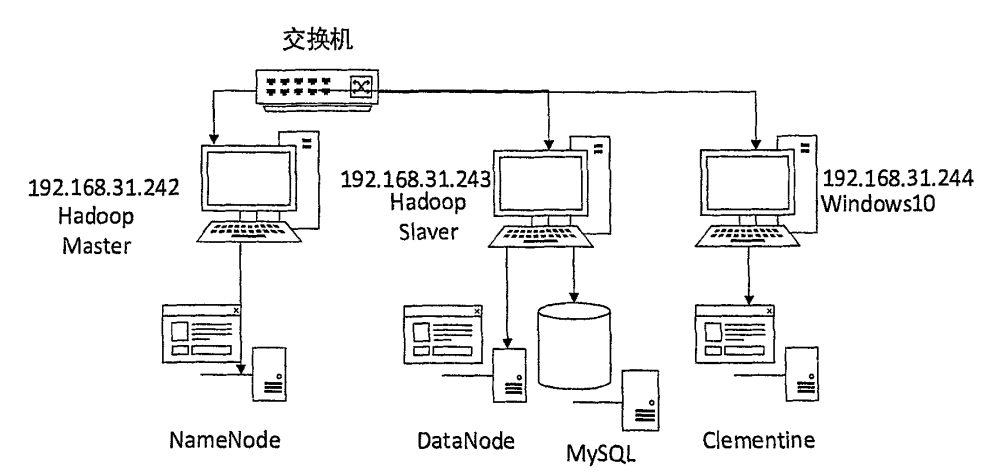 交换机
192.168.31.242
Hadoop
Master
192.168.31.243
Hadoop
Slaver
192.168.31.244
Windows10
NameNode
DataNode
MySQL
Clementine